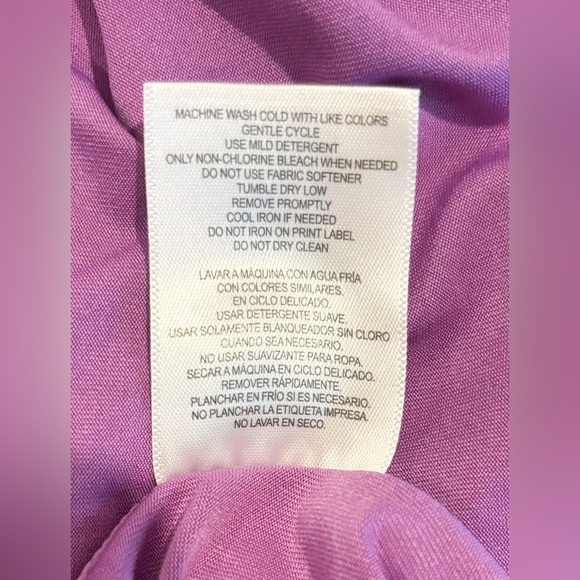 MACHINE WASH COLD WITH LIKE COLORS
GENTLE CYCLE
USE MILD DETERGENT
ONLY NON-CHLORINE BLEACH WHEN NEEDED
DO NOT USE FABRIC SOFTENER
TUMBLE DRY LOW
REMOVE PROMPTLY
COOL IRON IF NEEDED
DO NOT IRON ON PRINT LABEL
DO NOT DRY CLEAN
LAVAR A MÁQUINA CON AGUA FRÍA
CON COLORES SIMILARES,
EN CICLO DELICADO.
USAR DETERGENTE SUAVE.
USAR SOLAMENTE BLANQUEADOR SIN CLORO
CUANDO SEA NECESARIO.
NO USAR SUAVIZANTE PARA ROPA.
SECAR A MÁQUINA EN CICLO DELICADO.
REMOVER RÁPIDAMENTE.
PLANCHAR EN FRÍO SI ES NECESARIO.
NO PLANCHAR LA ETIQUETA IMPRESA.
NO LAVAR EN SECO.